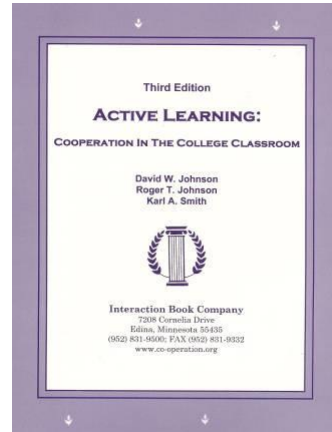 Third Edition
ACTIVE LEARNING:
COOPERATION IN THE COLLEGE CLASSROOM
David W. Johnson
Roger T. Johnson
Karl A. Smith
Interaction Book Company
7208 Cornelia Drive
Edina, Minnesota 55435
(952) 831-9500; FAX (952) 831-9332
www.co-operation.org